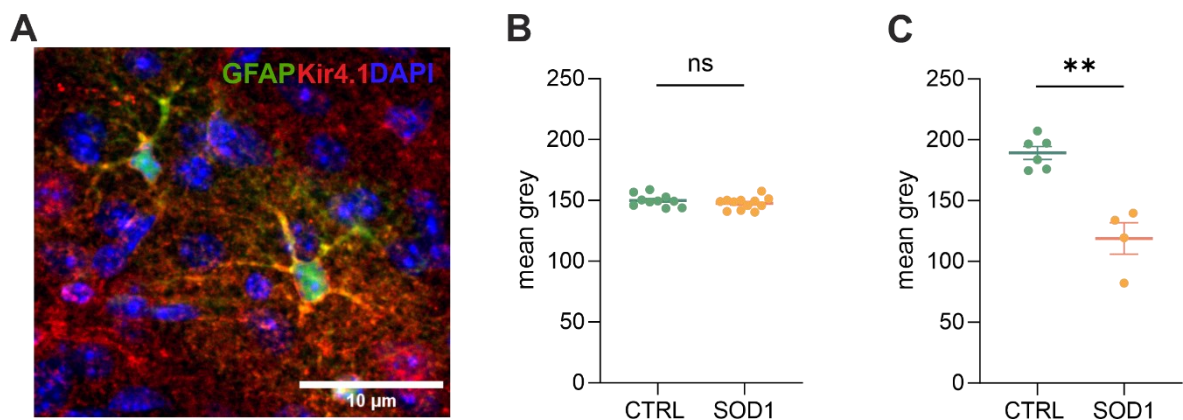 A
GFAPKir4.1DAPI
10 µm
B
ns
mean grey
250
200
150
100
50
0
CTRL SOD1
C
**
mean grey
250
200
150
100
50
0
CTRL SOD1